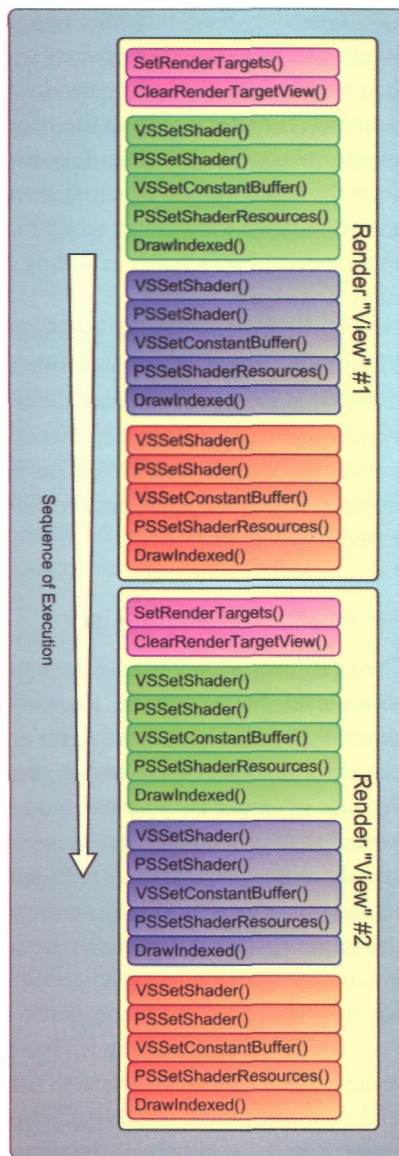 SetRenderTargets()
ClearRenderTargetView()
VSSetShader()
PSSetShader()
VSSetConstantBuffer()
PSSetShaderResources()
DrawIndexed()
VSSetShader()
PSSetShader()
VSSetConstantBuffer()
PSSetShaderResources()
DrawIndexed()
VSSetShader()
PSSetShader()
VSSetConstantBuffer()
PSSetShaderResources()
DrawIndexed()
Render "View" #1
Sequence of Execution
SetRenderTargets()
ClearRenderTargetView()
VSSetShader()
PSSetShader()
VSSetConstantBuffer()
PSSetShaderResources()
DrawIndexed()
VSSetShader()
PSSetShader()
VSSetConstantBuffer()
PSSetShaderResources()
DrawIndexed()
VSSetShader()
PSSetShader()
VSSetConstantBuffer()
PSSetShaderResources()
DrawIndexed()
Render "View" #2